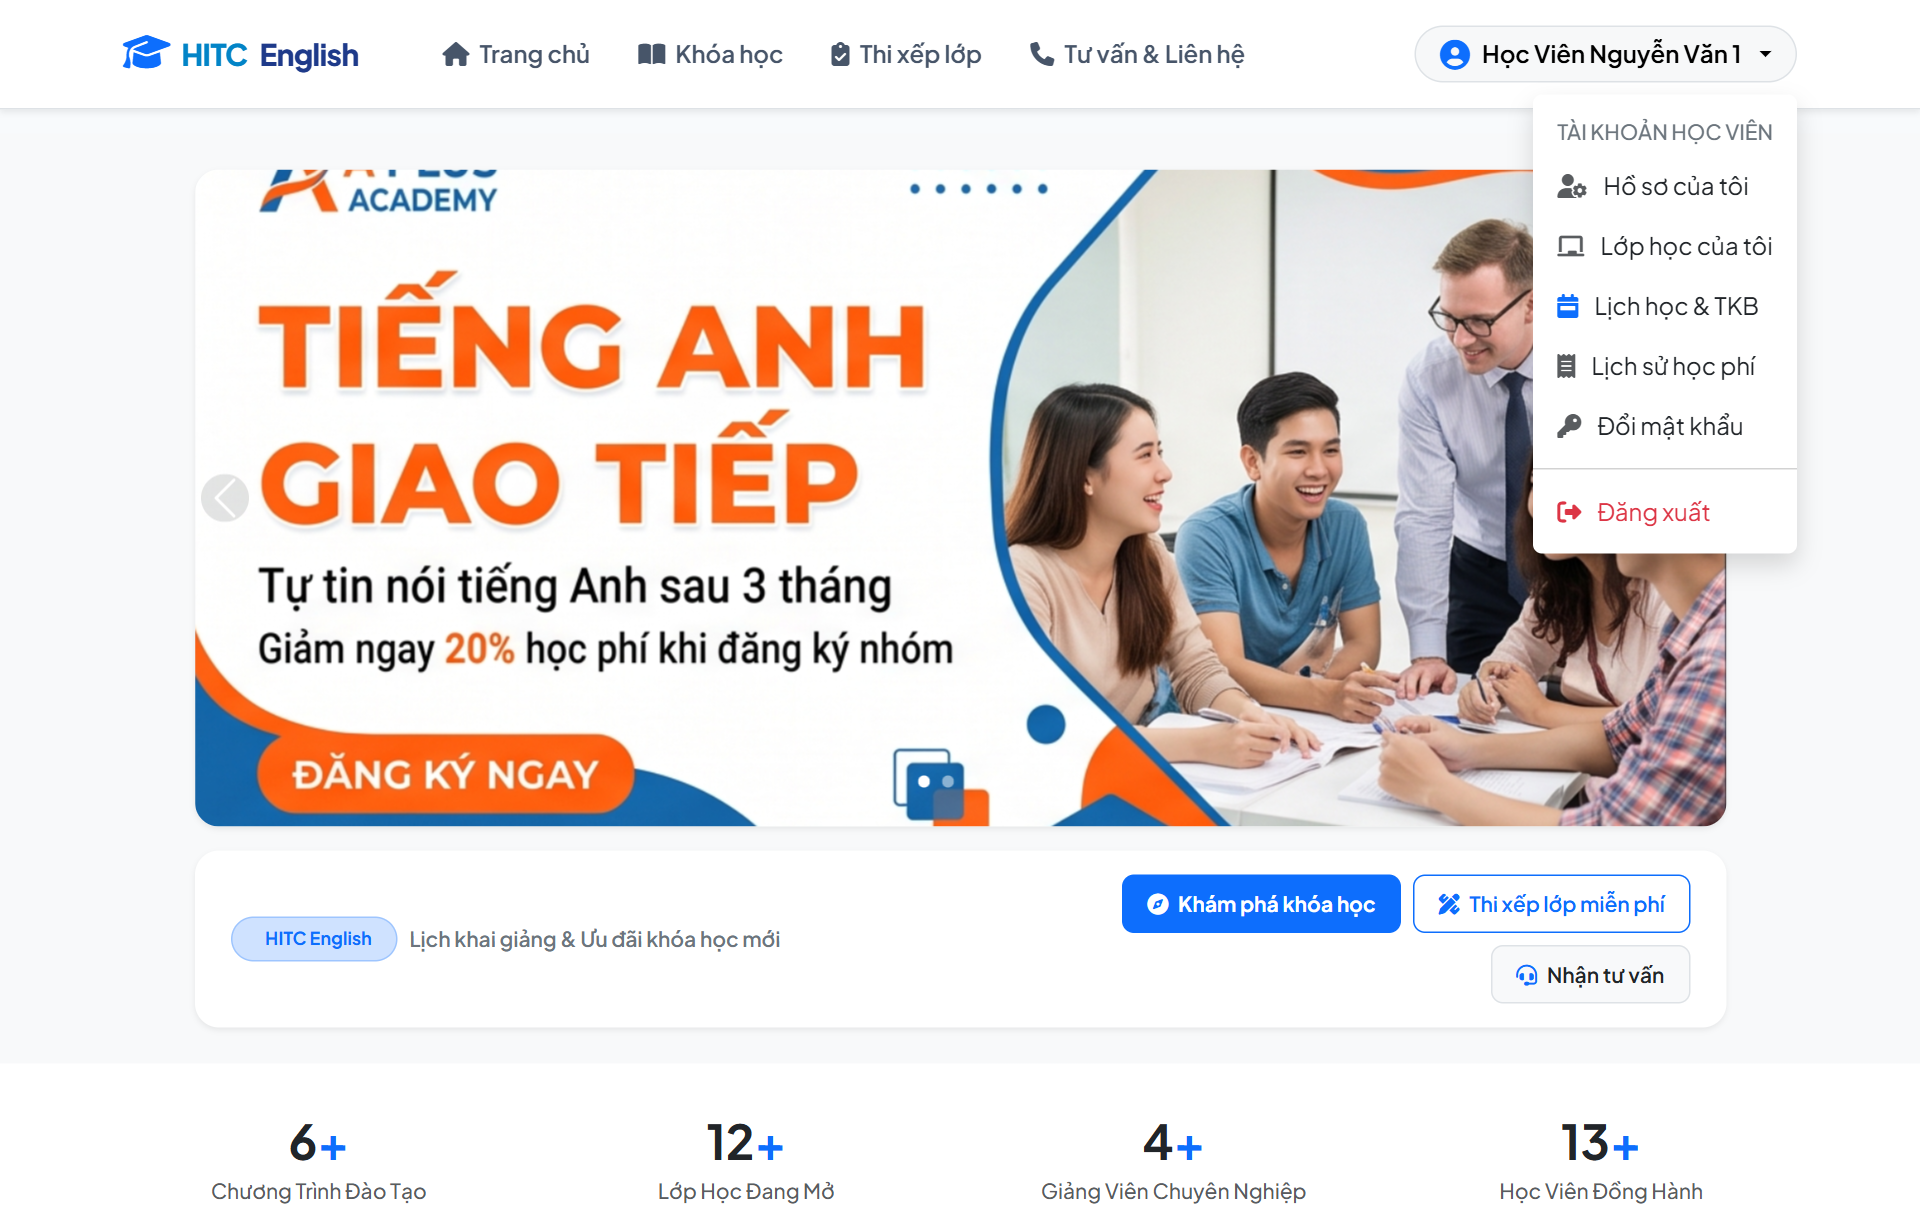 HITC English
Trang chủ
Khóa học
Thi xếp lớp
Tư vấn & Liên hệ
Học Viên Nguyễn Văn 1
TÀI KHOẢN HỌC VIÊN
Hồ sơ của tôi
Lớp học của tôi
Lịch học & TKB
Lịch sử học phí
Đổi mật khẩu
Đăng xuất
A PLUS
ACADEMY
TIẾNG ANH
GIAO TIẾP
Tự tin nói tiếng Anh sau 3 tháng
Giảm ngay 20% học phí khi đăng ký nhóm
ĐĂNG KÝ NGAY
HITC English
Lịch khai giảng & Ưu đãi khóa học mới
Khám phá khóa học
Thi xếp lớp miễn phí
Nhận tư vấn
6+
Chương Trình Đào Tạo
12+
Lớp Học Đang Mở
4+
Giảng Viên Chuyên Nghiệp
13+
Học Viên Đồng Hành